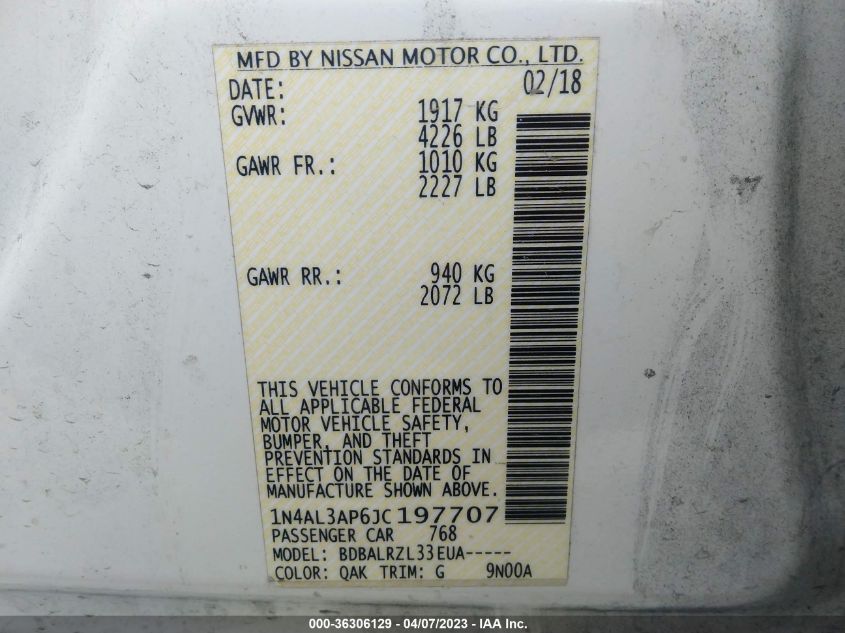 MFD BY NISSAN MOTOR CO., LTD.
DATE: 02/18
GVWR: 1917 KG
4226 LB
GAWR FR.: 1010 KG
2227 LB
GAWR RR.: 940 KG
2072 LB
THIS VEHICLE CONFORMS TO
ALL APPLICABLE FEDERAL
MOTOR VEHICLE SAFETY,
BUMPER, AND THEFT
PREVENTION STANDARDS IN
EFFECT ON THE DATE OF
MANUFACTURE SHOWN ABOVE.
1N4AL3AP6JC197707
PASSENGER CAR 768
MODEL: BDBALRZL33EUA-----
COLOR: QAK TRIM: G 9N00A
000-36306129 - 04/07/2023 - IAA Inc.